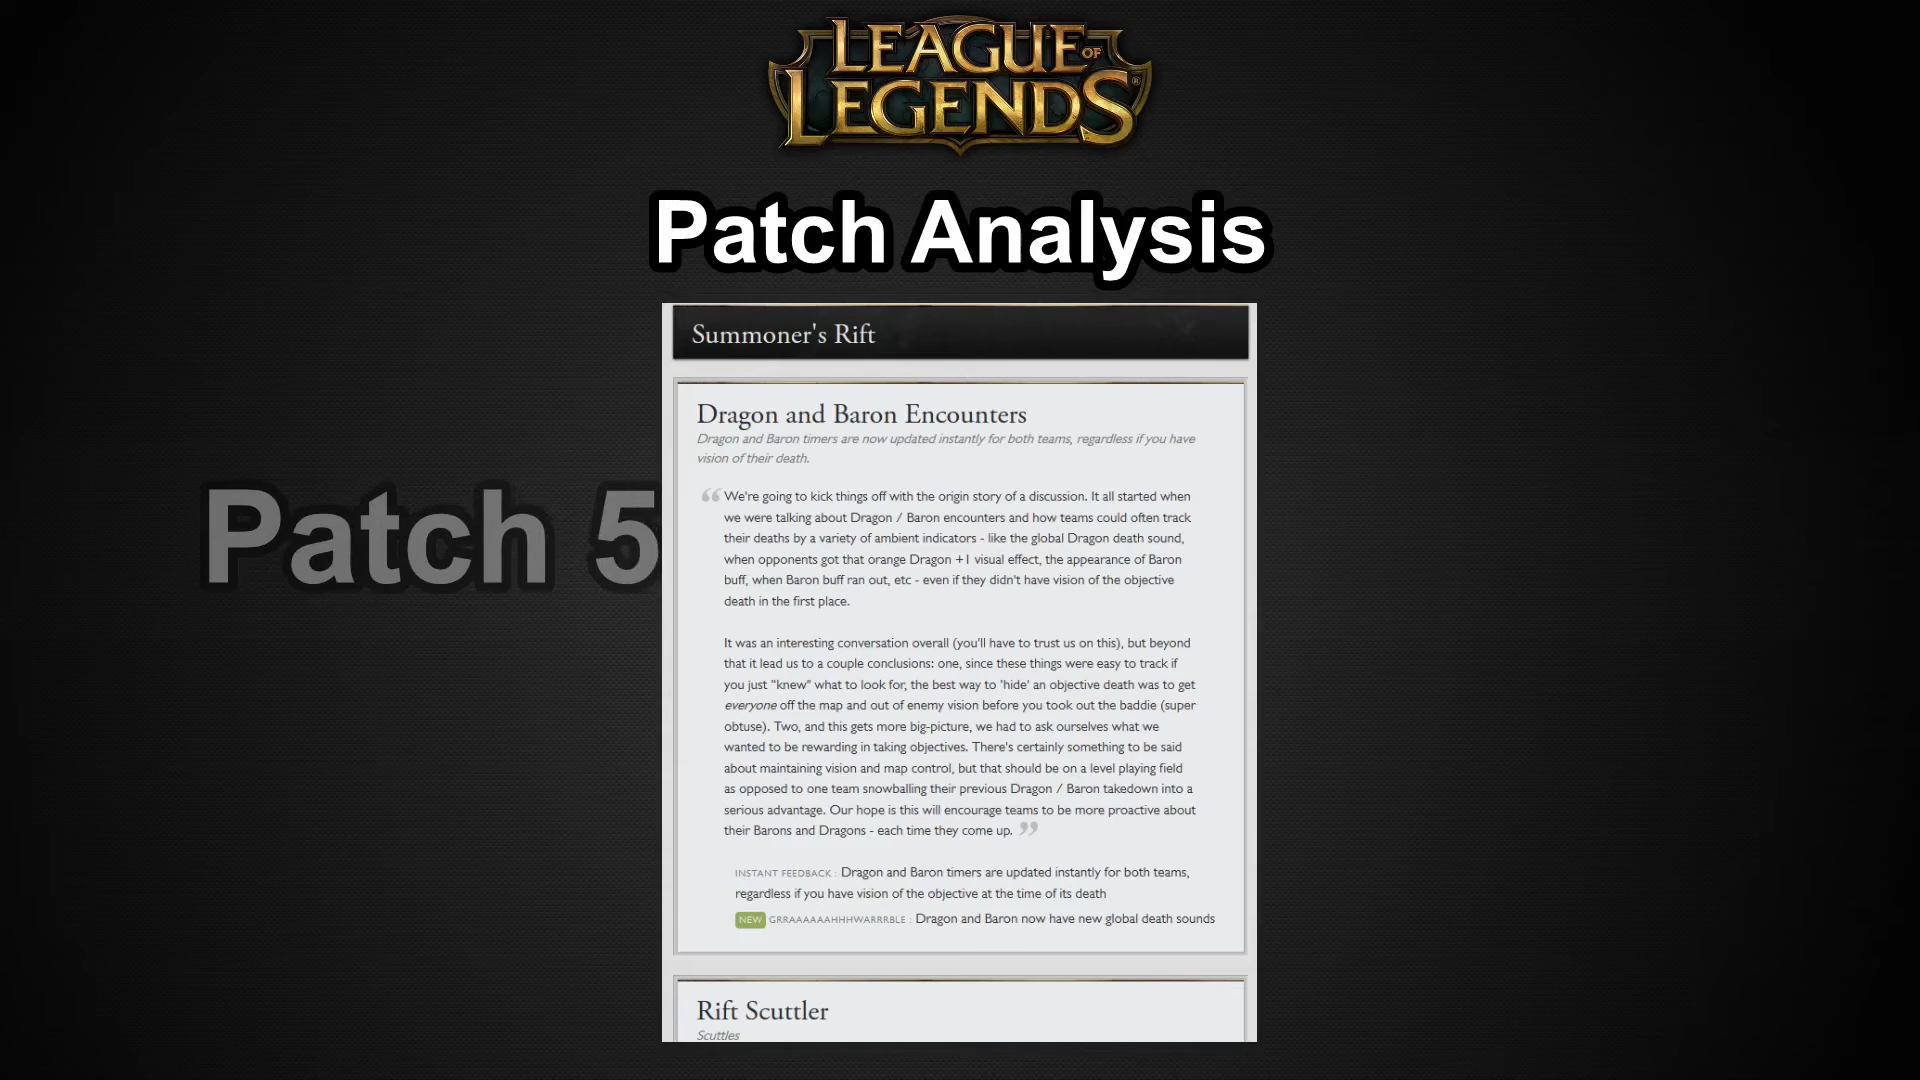 LEAGUE OF
LEGENDS®
Patch Analysis
Summoner's Rift
Dragon and Baron Encounters
Dragon and Baron timers are now updated instantly for both teams, regardless if you have
vision of their death.
“ We're going to kick things off with the origin story of a discussion. It all started when
we were talking about Dragon / Baron encounters and how teams could often track
their deaths by a variety of ambient indicators - like the global Dragon death sound,
when opponents got that orange Dragon +1 visual effect, the appearance of Baron
buff, when Baron buff ran out, etc - even if they didn't have vision of the objective
death in the first place.
Patch 5
It was an interesting conversation overall (you'll have to trust us on this), but beyond
that it lead us to a couple conclusions: one, since these things were easy to track if
you just "knew" what to look for, the best way to 'hide' an objective death was to get
everyone off the map and out of enemy vision before you took out the baddie (super
obtuse). Two, and this gets more big-picture, we had to ask ourselves what we
wanted to be rewarding in taking objectives. There's certainly something to be said
about maintaining vision and map control, but that should be on a level playing field
as opposed to one team snowballing their previous Dragon / Baron takedown into a
serious advantage. Our hope is this will encourage teams to be more proactive about
their Barons and Dragons - each time they come up. ”
INSTANT FEEDBACK : Dragon and Baron timers are updated instantly for both teams,
regardless if you have vision of the objective at the time of its death
NEW GRRAAAAAAHHHWARRRBLE : Dragon and Baron now have new global death sounds
Rift Scuttler
Scuttles